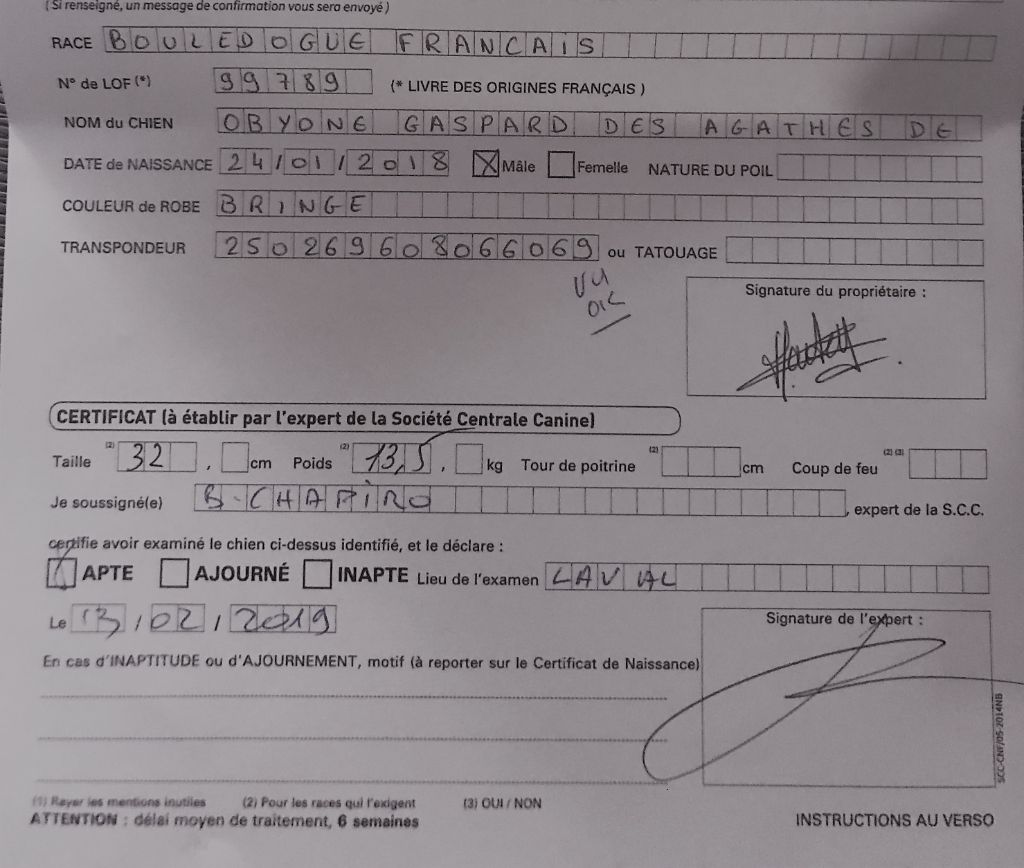 ( Si renseigné, un message de confirmation vous sera envoyé )
RACE BOULEDOGUE FRANCAIS
N° de LOF (*) 99789 (* LIVRE DES ORIGINES FRANÇAIS )
NOM du CHIEN OBYONE GASPARD DES AGATHES DE
DATE de NAISSANCE 24/01/2018 X Mâle Femelle NATURE DU POIL
COULEUR de ROBE BRINGE
TRANSPONDEUR 250269608066069 ou TATOUAGE
VU
OK
Signature du propriétaire :
CERTIFICAT (à établir par l'expert de la Société Centrale Canine)
Taille (2) 32 , cm Poids (2) 13,5 , kg Tour de poitrine (2) cm Coup de feu (2) (3)
Je soussigné(e) B. CHAPIRO , expert de la S.C.C.
certifie avoir examiné le chien ci-dessus identifié, et le déclare :
APTE AJOURNÉ INAPTE Lieu de l'examen LAVAL
Le 13/02/2019
Signature de l'expert :
En cas d'INAPTITUDE ou d'AJOURNEMENT, motif (à reporter sur le Certificat de Naissance)
SCC-CNF/05-2014NB
(1) Rayer les mentions inutiles (2) Pour les races qui l'exigent (3) OUI / NON
ATTENTION : délai moyen de traitement, 6 semaines
INSTRUCTIONS AU VERSO